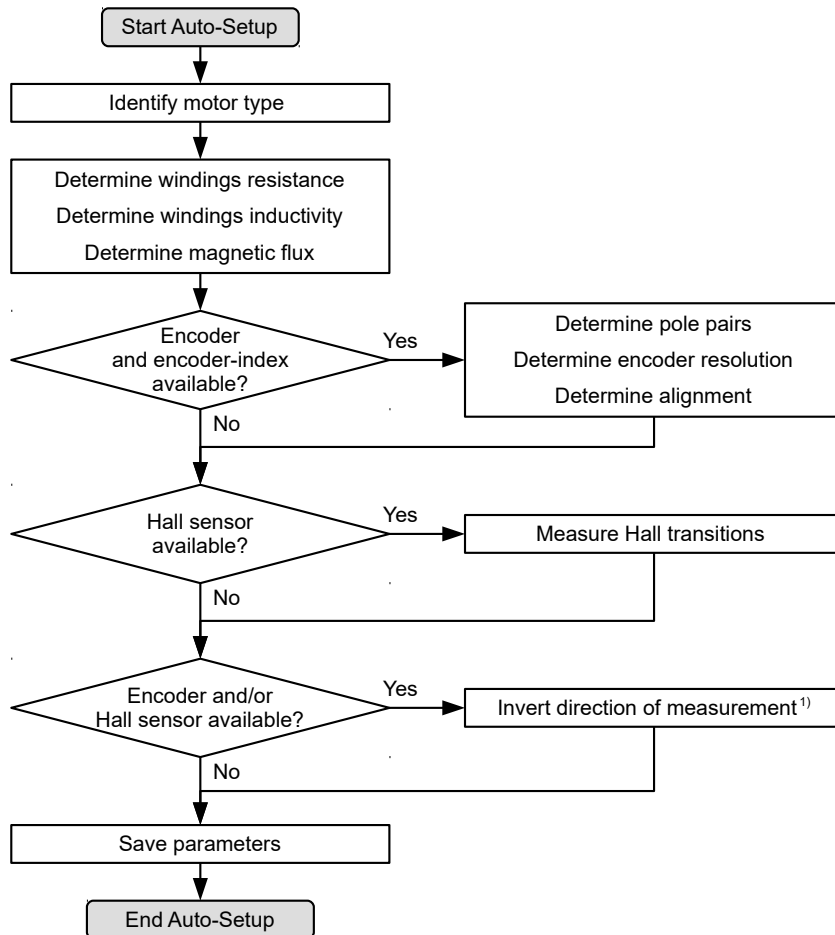 Start Auto-Setup
Identify motor type
Determine windings resistance
Determine windings inductivity
Determine magnetic flux
Encoder
and encoder-index
available?
Yes
Determine pole pairs
Determine encoder resolution
Determine alignment
No
Hall sensor
available?
Yes
Measure Hall transitions
No
Encoder and/or
Hall sensor available?
Yes
Invert direction of measurement 1)
No
Save parameters
End Auto-Setup